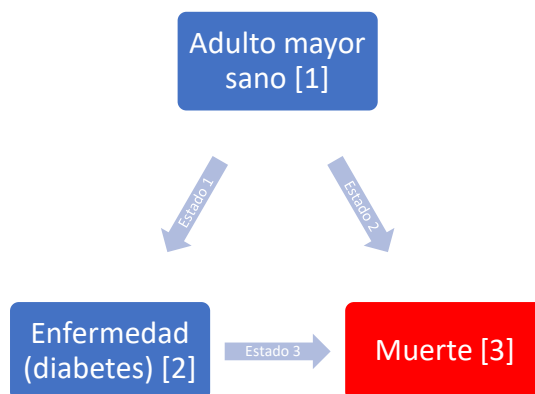 Adulto mayor
sano [1]
Estado 1
Estado 2
Enfermedad
(diabetes) [2]
Estado 3
Muerte [3]